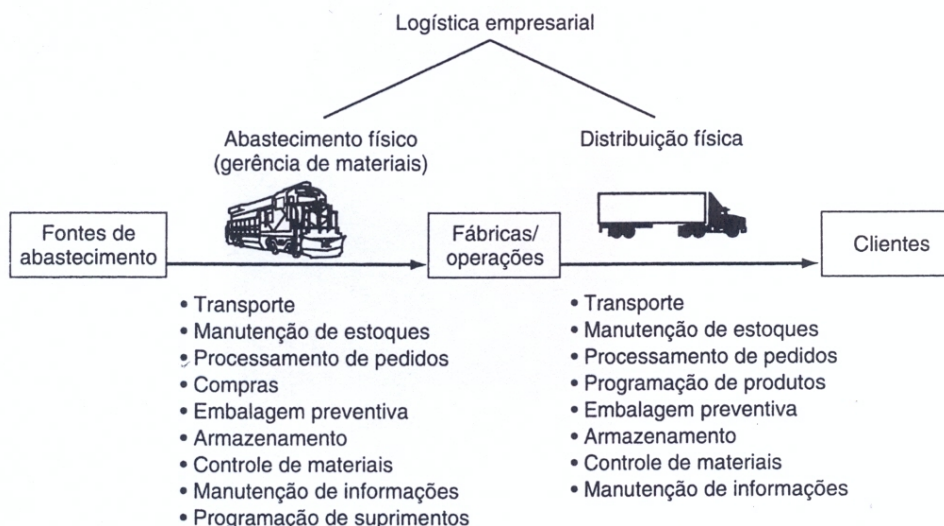 Logística empresarial
Abastecimento físico
(gerência de materiais)
Distribuição física
Fontes de
abastecimento
Fábricas/
operações
Clientes
• Transporte
• Manutenção de estoques
• Processamento de pedidos
• Compras
• Embalagem preventiva
• Armazenamento
• Controle de materiais
• Manutenção de informações
• Programação de suprimentos
• Transporte
• Manutenção de estoques
• Processamento de pedidos
• Programação de produtos
• Embalagem preventiva
• Armazenamento
• Controle de materiais
• Manutenção de informações